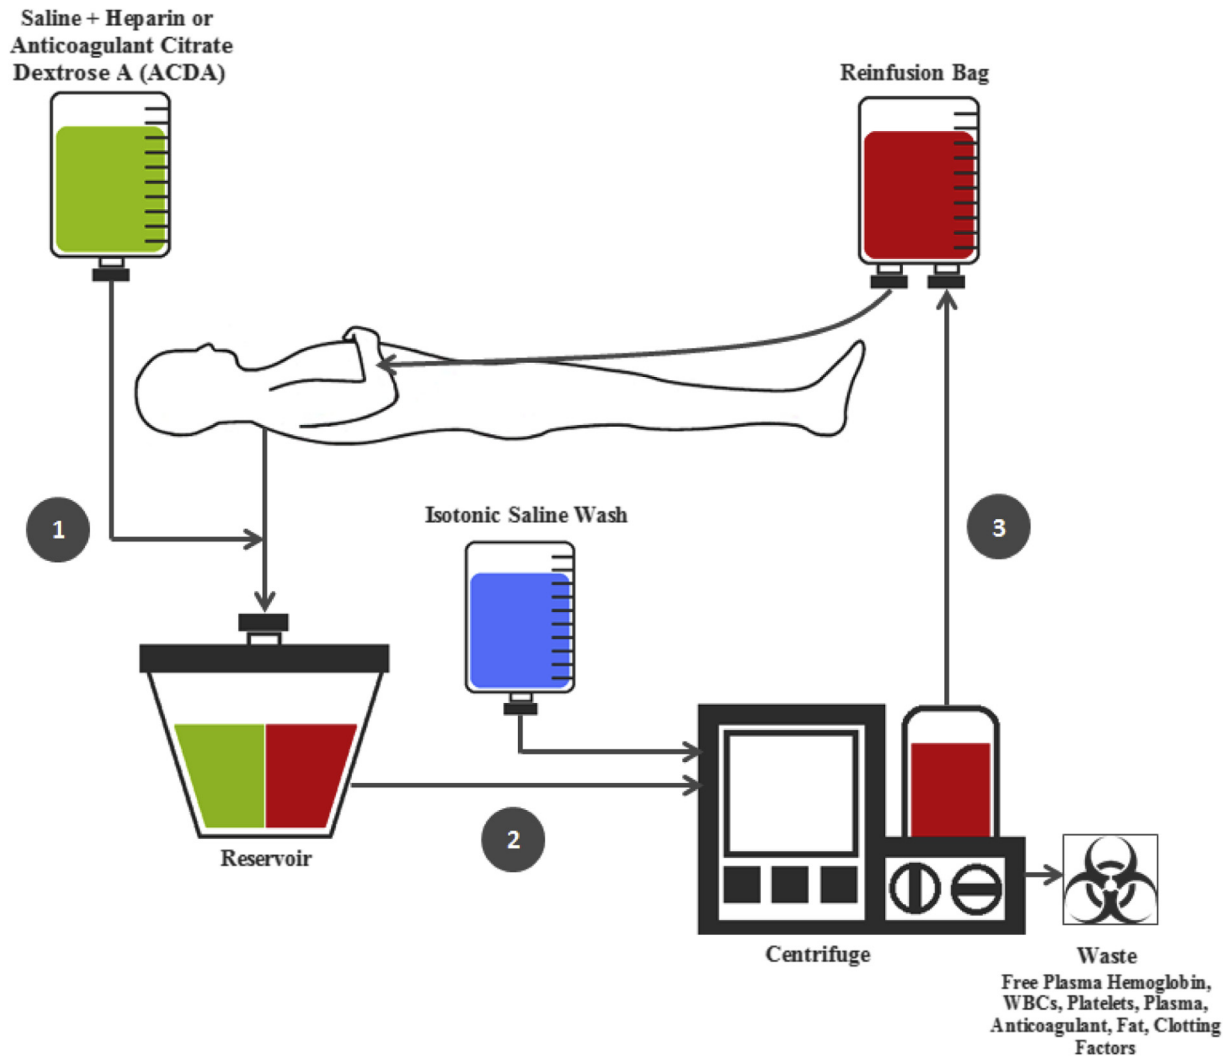 Saline + Heparin or
Anticoagulant Citrate
Dextrose A (ACDA)
Reinfusion Bag
1
Isotonic Saline Wash
3
2
Reservoir
Centrifuge
Waste
Free Plasma Hemoglobin,
WBCs, Platelets, Plasma,
Anticoagulant, Fat, Clotting
Factors